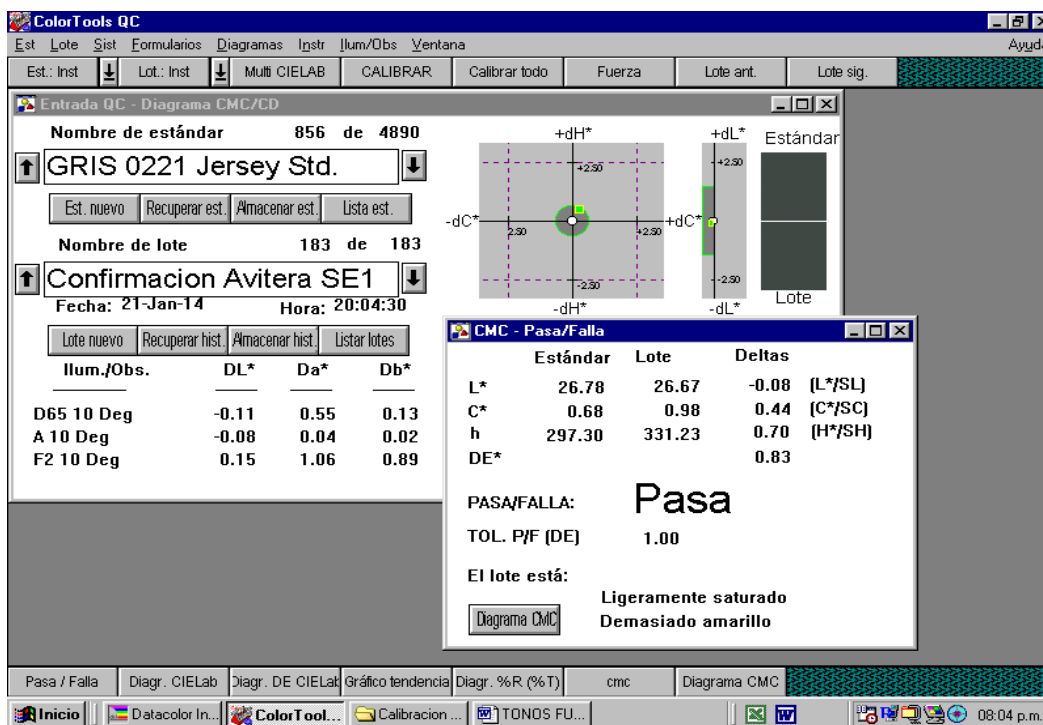 ColorTools QC
Est Lote Sist Formularios Diagramas Instr Ilum/Obs Ventana Ayuda
Est.: Inst Lot.: Inst Multi CIELAB CALIBRAR Calibrar todo Fuerza Lote ant. Lote sig.
Entrada QC - Diagrama CMC/CD
Nombre de estándar 856 de 4890
GRIS 0221 Jersey Std.
Est. nuevo Recuperar est. Almacenar est. Lista est.
Nombre de lote 183 de 183
Confirmacion Avitera SE1
Fecha: 21-Jan-14 Hora: 20:04:30
Lote nuevo Recuperar hist. Almacenar hist. Listar lotes
Ilum./Obs. DL* Da* Db*
D65 10 Deg -0.11 0.55 0.13
A 10 Deg -0.08 0.04 0.02
F2 10 Deg 0.15 1.06 0.89
+dH* +dL* Estándar
+2.50 +2.50
-dC* +dC*
2.50 +2.50
-2.50 -2.50
-dH* -dL* Lote
CMC - Pasa/Falla
Estándar Lote Deltas
L* 26.78 26.67 -0.08 (L*/SL)
C* 0.68 0.98 0.44 (C*/SC)
h 297.30 331.23 0.70 (H*/SH)
DE* 0.83
PASA/FALLA: Pasa
TOL. P/F (DE) 1.00
El lote está:
Ligeramente saturado
Diagrama CMC Demasiado amarillo
Pasa / Falla Diagr. CIELab Diagr. DE CIELab Gráfico tendencia Diagr. %R (%T) cmc Diagrama CMC
Inicio Datacolor In... ColorTool... Calibracion ... TONOS FU... 08:04 p.m.